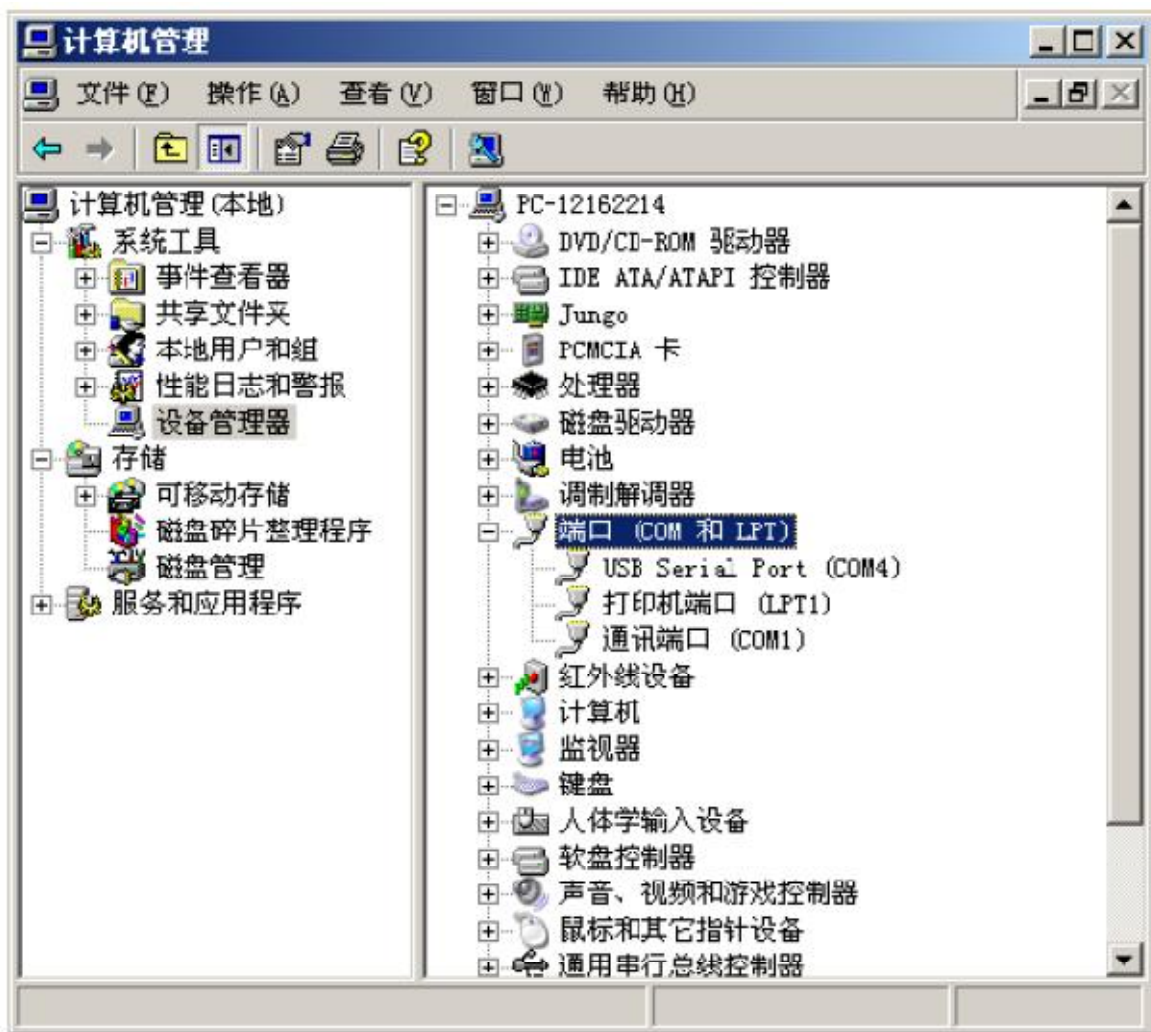 计算机管理
文件(F) 操作(A) 查看(V) 窗口(W) 帮助(H)
计算机管理(本地)
系统工具
事件查看器
共享文件夹
本地用户和组
性能日志和警报
设备管理器
存储
可移动存储
磁盘碎片整理程序
磁盘管理
服务和应用程序
PC-12162214
DVD/CD-ROM 驱动器
IDE ATA/ATAPI 控制器
Jungo
PCMCIA 卡
处理器
磁盘驱动器
电池
调制解调器
端口 (COM 和 LPT)
USB Serial Port (COM4)
打印机端口 (LPT1)
通讯端口 (COM1)
红外线设备
计算机
监视器
键盘
人体学输入设备
软盘控制器
声音、视频和游戏控制器
鼠标和其它指针设备
通用串行总线控制器